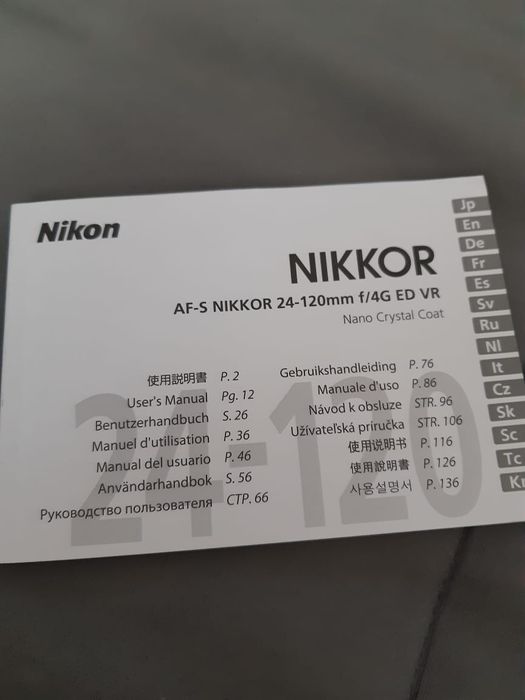 Nikon
NIKKOR
AF-S NIKKOR 24-120mm f/4G ED VR
Nano Crystal Coat
使用説明書 P. 2
User's Manual Pg. 12
Benutzerhandbuch S. 26
Manuel d'utilisation P. 36
Manual del usuario P. 46
Användarhandbok S. 56
Руководство пользователя СТР. 66
Gebruikshandleiding P. 76
Manuale d'uso P. 86
Návod k obsluze STR. 96
Užívateľská príručka STR. 106
使用说明书 P. 116
使用說明書 P. 126
사용설명서 P. 136
24-120
Jp
En
De
Fr
Es
Sv
Ru
Nl
It
Cz
Sk
Sc
Tc
Kr